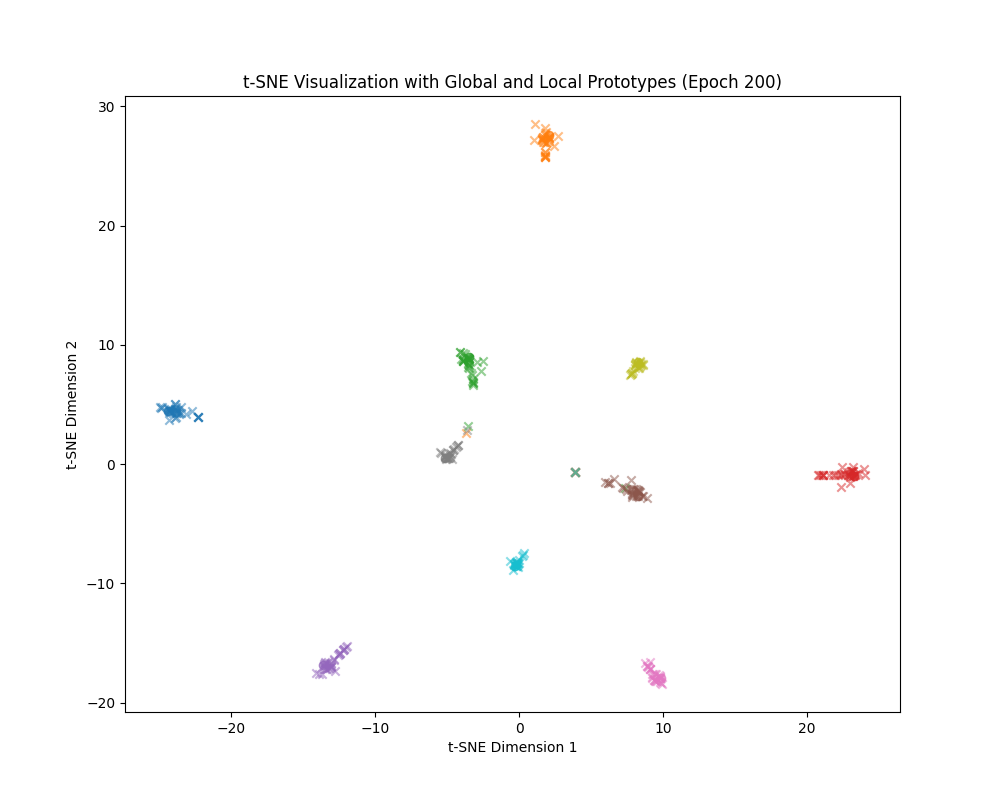 t-SNE Visualization with Global and Local Prototypes (Epoch 200)
30
20
10
0
−10
−20
t-SNE Dimension 2
−20 −10 0 10 20
t-SNE Dimension 1